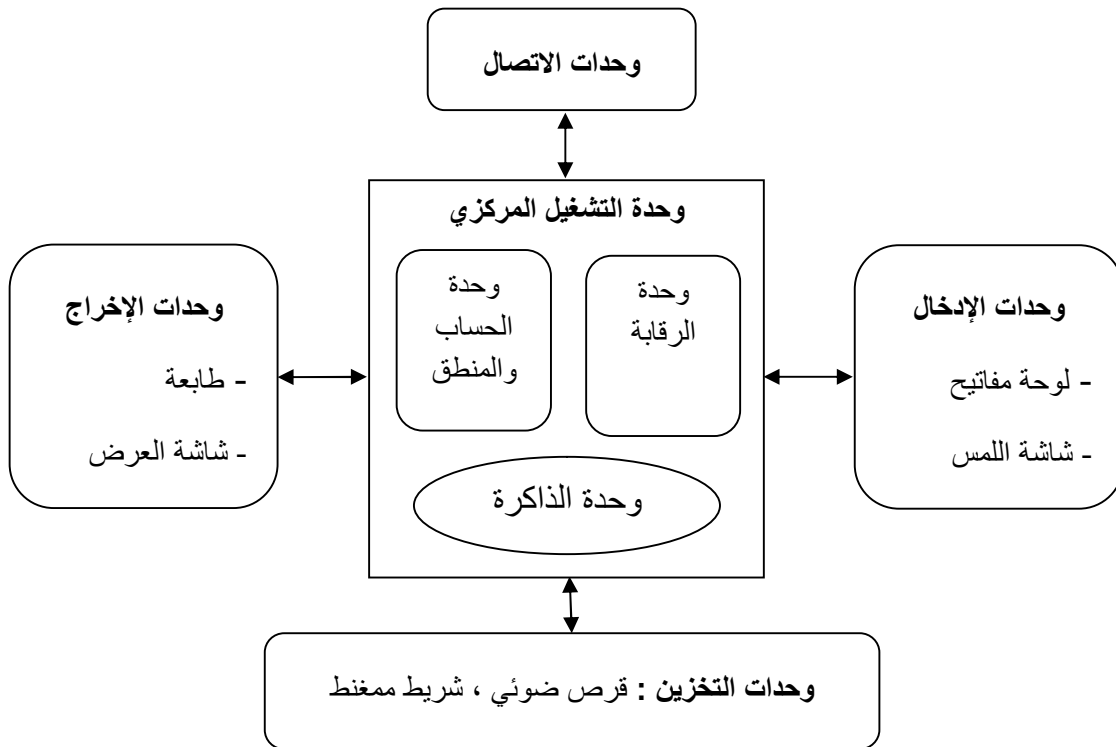 وحدات الاتصال
وحدة التشغيل المركزي
وحدة
الرقابة
وحدة
الحساب
والمنطق
وحدة الذاكرة
وحدات الإدخال
- لوحة مفاتيح
- شاشة اللمس
وحدات الإخراج
- طابعة
- شاشة العرض
وحدات التخزين : قرص ضوئي ، شريط ممغنط